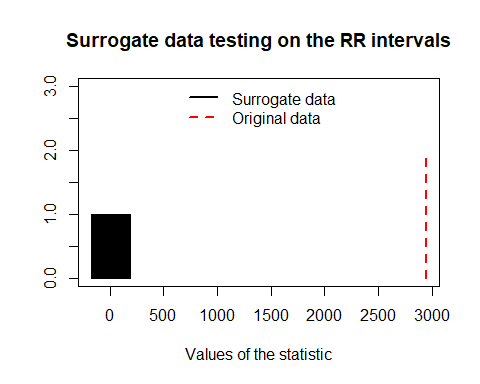 Surrogate data testing on the RR intervals
3.0
Surrogate data
Original data
2.0
1.0
0.0
0 500 1000 1500 2000 2500 3000
Values of the statistic